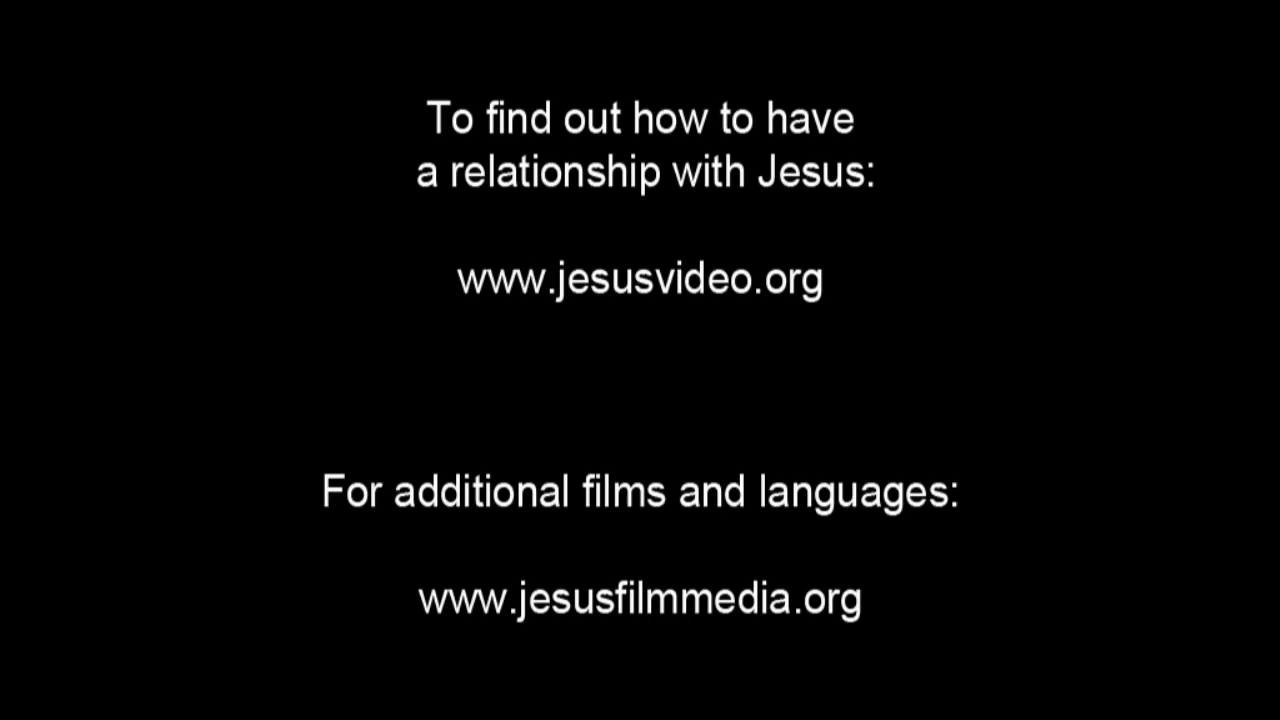 To find out how to have
a relationship with Jesus:
www.jesusvideo.org
For additional films and languages:
www.jesusfilmmedia.org